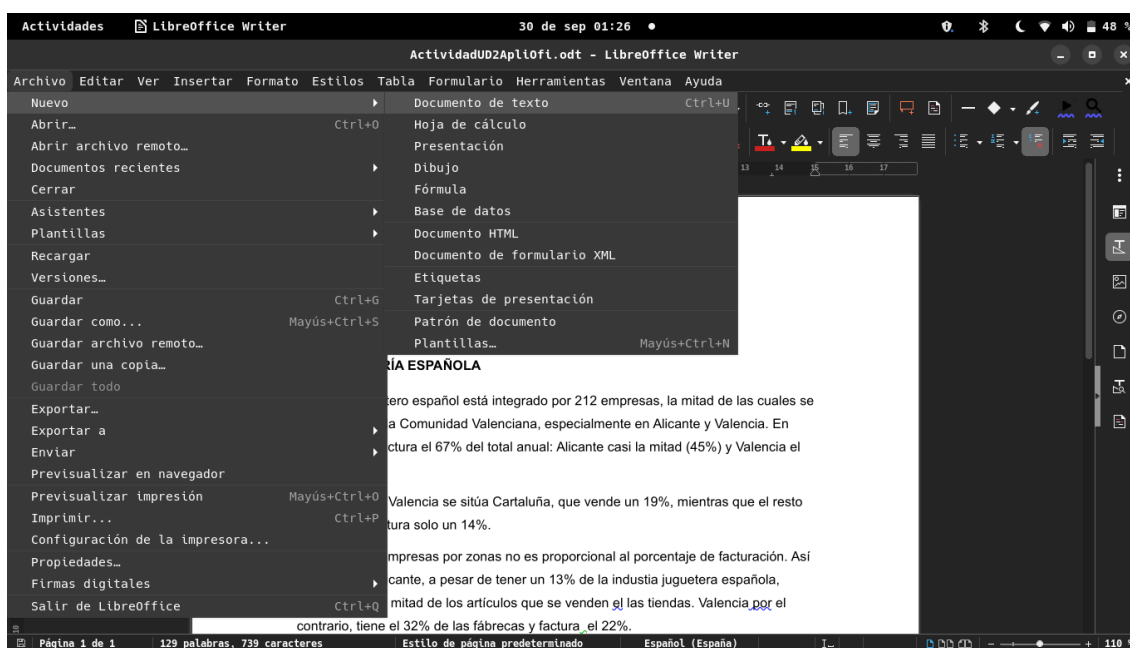 Actividades LibreOffice Writer 30 de sep 01:26 48 %
ActividadUD2ApliOfi.odt - LibreOffice Writer
Archivo Editar Ver Insertar Formato Estilos Tabla Formulario Herramientas Ventana Ayuda
Nuevo
Abrir… Ctrl+O
Abrir archivo remoto…
Documentos recientes
Cerrar
Asistentes
Plantillas
Recargar
Versiones…
Guardar Ctrl+G
Guardar como... Mayús+Ctrl+S
Guardar archivo remoto…
Guardar una copia…
Guardar todo
Exportar…
Exportar a
Enviar
Previsualizar en navegador
Previsualizar impresión Mayús+Ctrl+O
Imprimir... Ctrl+P
Configuración de la impresora...
Propiedades…
Firmas digitales
Salir de LibreOffice Ctrl+Q
Documento de texto Ctrl+U
Hoja de cálculo
Presentación
Dibujo
Fórmula
Base de datos
Documento HTML
Documento de formulario XML
Etiquetas
Tarjetas de presentación
Patrón de documento
Plantillas… Mayús+Ctrl+N
13 14 15 16 17
RÍA ESPAÑOLA
tero español está integrado por 212 empresas, la mitad de las cuales se
a Comunidad Valenciana, especialmente en Alicante y Valencia. En
ctura el 67% del total anual: Alicante casi la mitad (45%) y Valencia el
Valencia se sitúa Cartaluña, que vende un 19%, mientras que el resto
tura solo un 14%.
mpresas por zonas no es proporcional al porcentaje de facturación. Así
cante, a pesar de tener un 13% de la industia juguetera española,
mitad de los artículos que se venden el las tiendas. Valencia por el
contrario, tiene el 32% de las fábrecas y factura el 22%.
10
Página 1 de 1 129 palabras, 739 caracteres Estilo de página predeterminado Español (España) 110 %